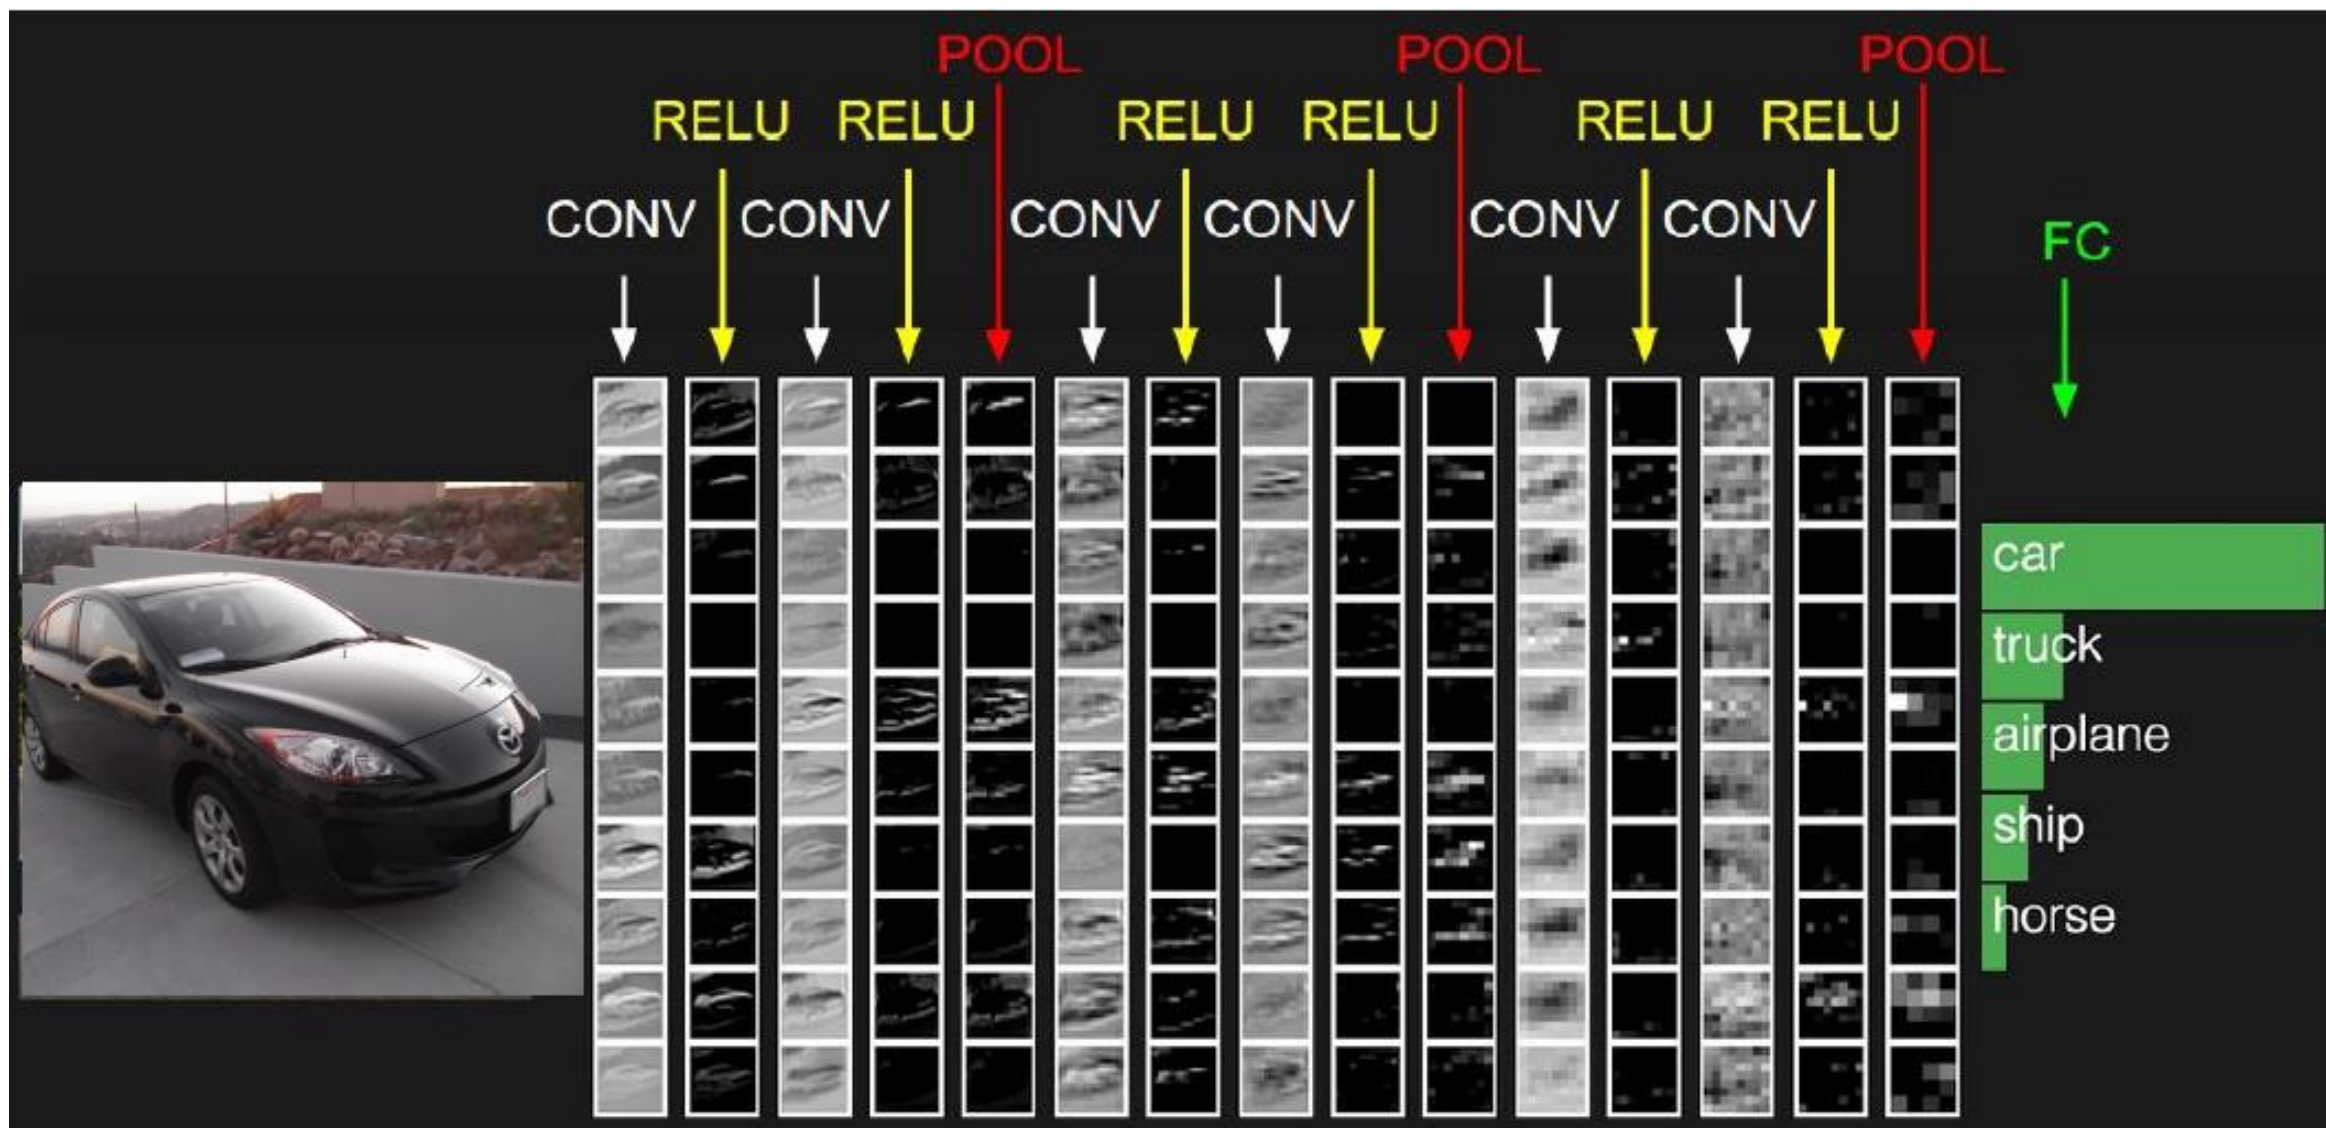 POOL POOL POOL
RELU RELU RELU RELU RELU RELU
CONV CONV CONV CONV CONV CONV
FC
car
truck
airplane
ship
horse